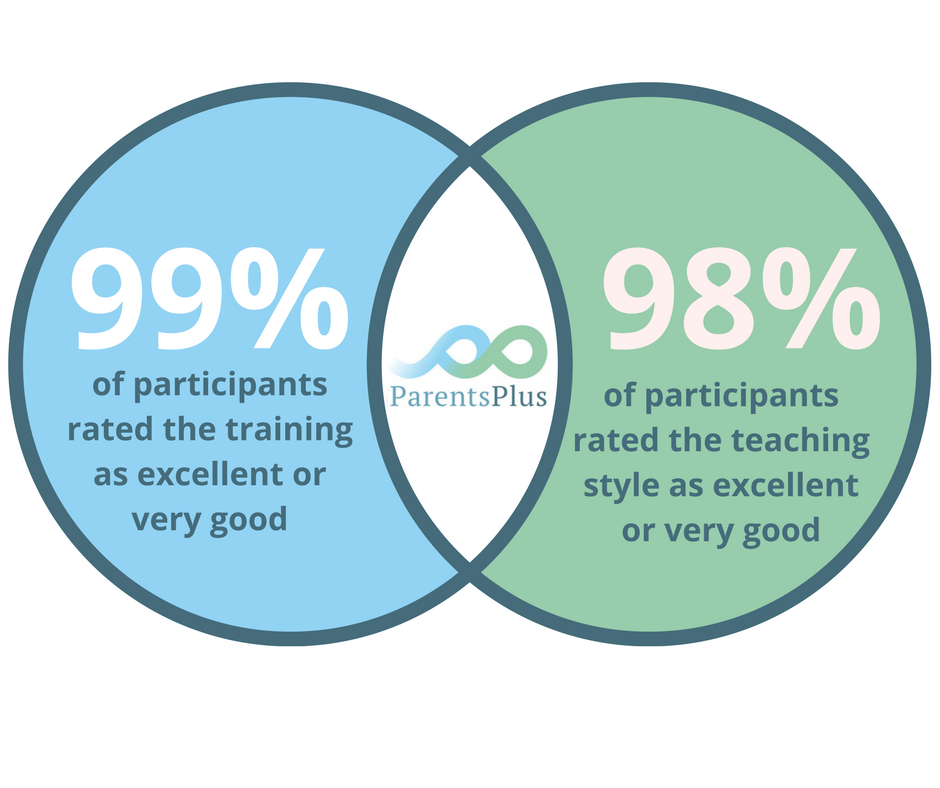 99%
of participants
rated the training
as excellent or
very good
ParentsPlus
98%
of participants
rated the teaching
style as excellent
or very good